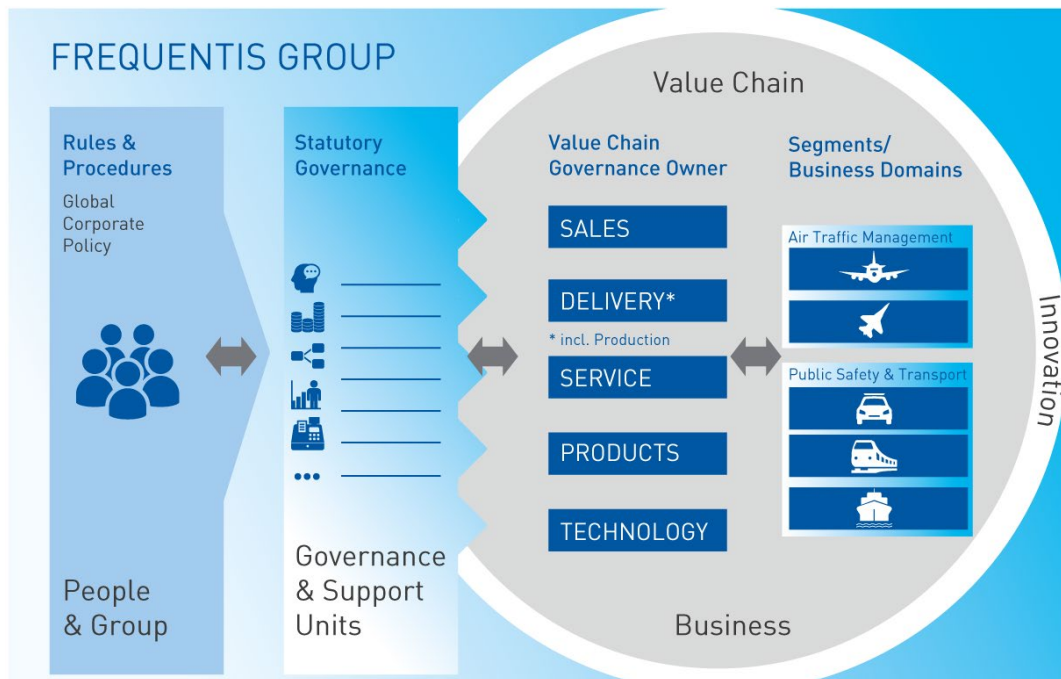 FREQUENTIS GROUP
Rules &
Procedures
Global
Corporate
Policy
People
& Group
Statutory
Governance
Governance
& Support
Units
Value Chain
Value Chain
Governance Owner
SALES
DELIVERY*
* incl. Production
SERVICE
PRODUCTS
TECHNOLOGY
Segments/
Business Domains
Air Traffic Management
Public Safety & Transport
Business
Innovation